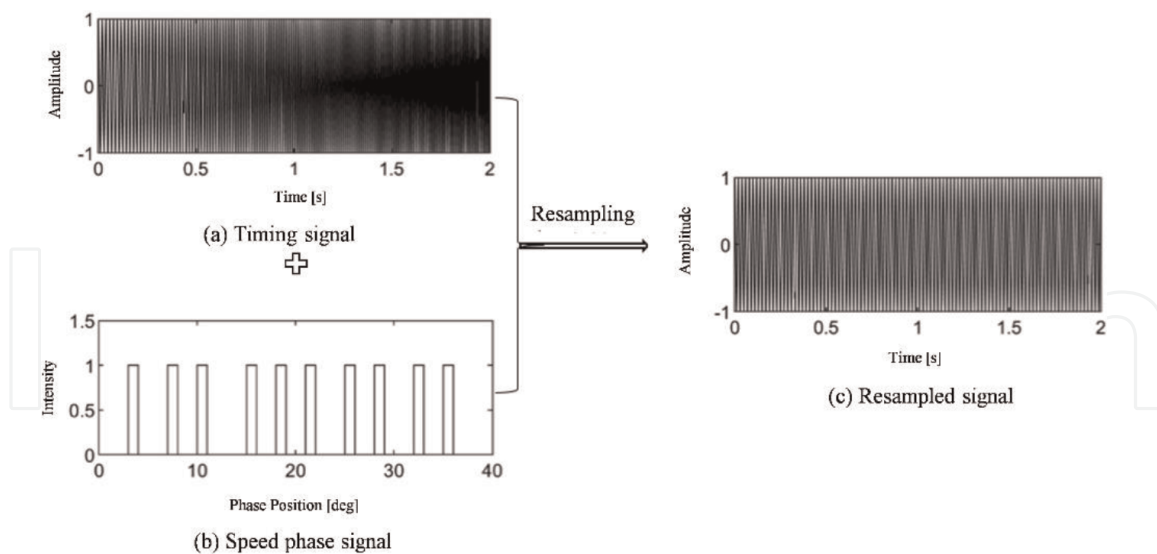 1
0
-1
Amplitude
0
0.5
1
1.5
2
Time [s]
(a) Timing signal
1.5
1
0.5
0
Intensity
0
10
20
30
40
Phase Position [deg]
(b) Speed phase signal
Resampling
1
0
-1
Amplitude
0
0.5
1
1.5
2
Time [s]
(c) Resampled signal